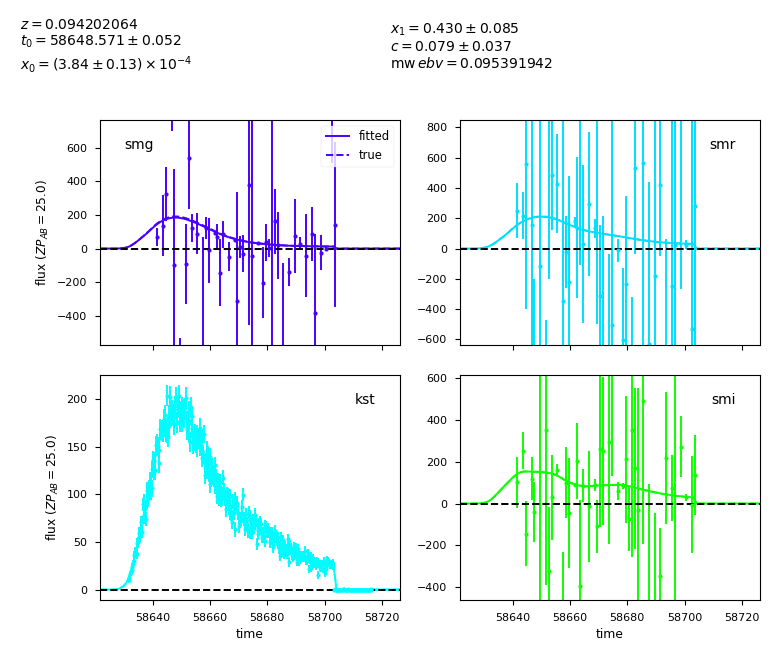 z = 0.094202064
t₀ = 58648.571 ± 0.052
x₀ = (3.84 ± 0.13) × 10⁻⁴
x₁ = 0.430 ± 0.085
c = 0.079 ± 0.037
mw ebv = 0.095391942
smg
fitted
true
600
400
200
0
−200
−400
flux (ZP_AB = 25.0)
smr
800
600
400
200
0
−200
−400
−600
kst
200
150
100
50
0
flux (ZP_AB = 25.0)
58640 58660 58680 58700 58720
time
smi
600
400
200
0
−200
−400
58640 58660 58680 58700 58720
time